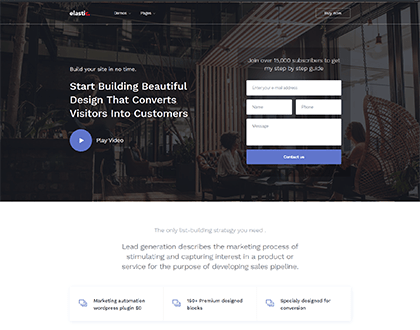 elastic
Demos
Pages
Buy Now
Build your site in no time.
Start Building Beautiful
Design That Converts
Visitors Into Customers
Play Video
Join over 15,000 subscribers to get
my step by step guide
Enter your e-mail address
Name
Phone
Message
Contact us
The only list-building strategy you need .
Lead generation describes the marketing process of
stimulating and capturing interest in a product or
service for the purpose of developing sales pipeline.
Marketing automation
wordpress plugin
150+ Premium designed
blocks
Specialy designed for
conversion